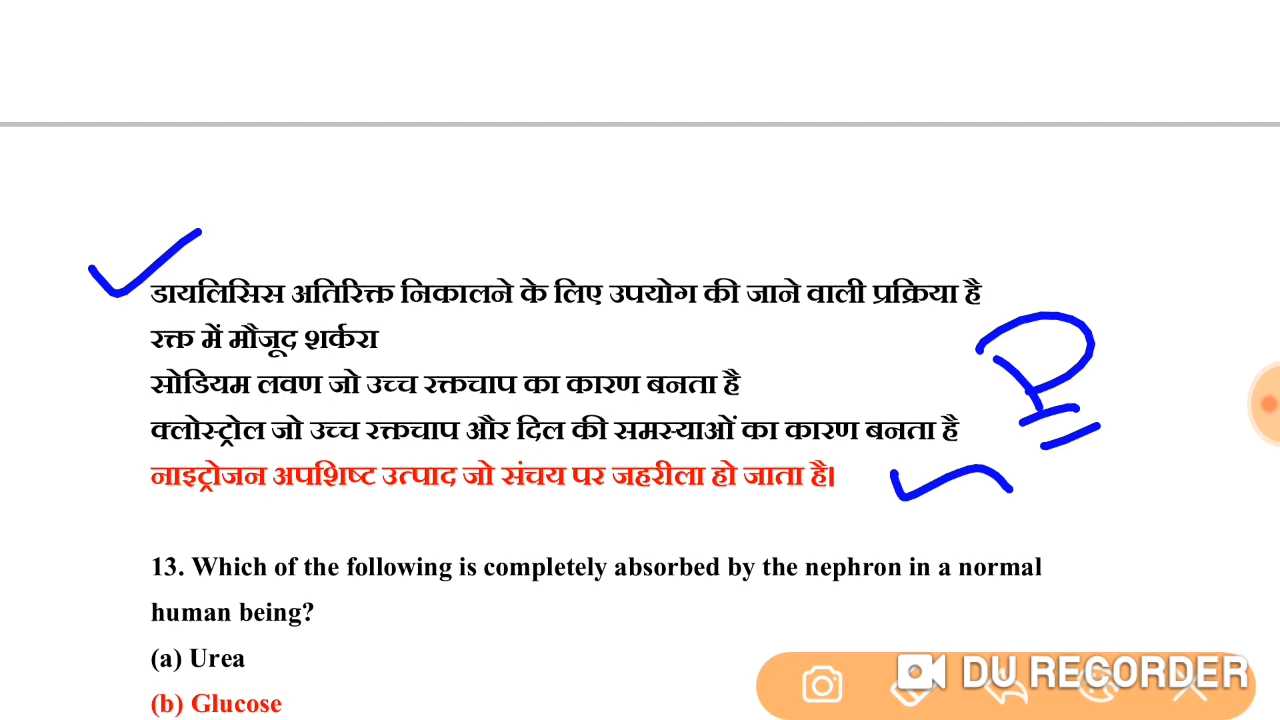 डायलिसिस अतिरिक्त निकालने के लिए उपयोग की जाने वाली प्रक्रिया है
रक्त में मौजूद शर्करा
सोडियम लवण जो उच्च रक्तचाप का कारण बनता है
क्लोस्ट्रोल जो उच्च रक्तचाप और दिल की समस्याओं का कारण बनता है
नाइट्रोजन अपशिष्ट उत्पाद जो संचय पर जहरीला हो जाता है।
13. Which of the following is completely absorbed by the nephron in a normal
human being?
(a) Urea
(b) Glucose
DU RECORDER